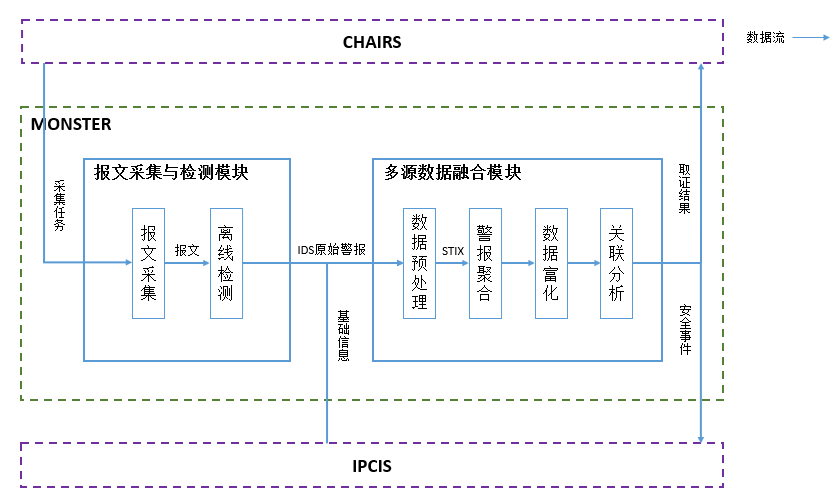 CHAIRS
数据流
MONSTER
采集任务
报文采集与检测模块
报文采集
报文
离线检测
IDS原始警报
基础信息
多源数据融合模块
数据预处理
STIX
警报聚合
数据富化
关联分析
取证结果
安全事件
IPCIS